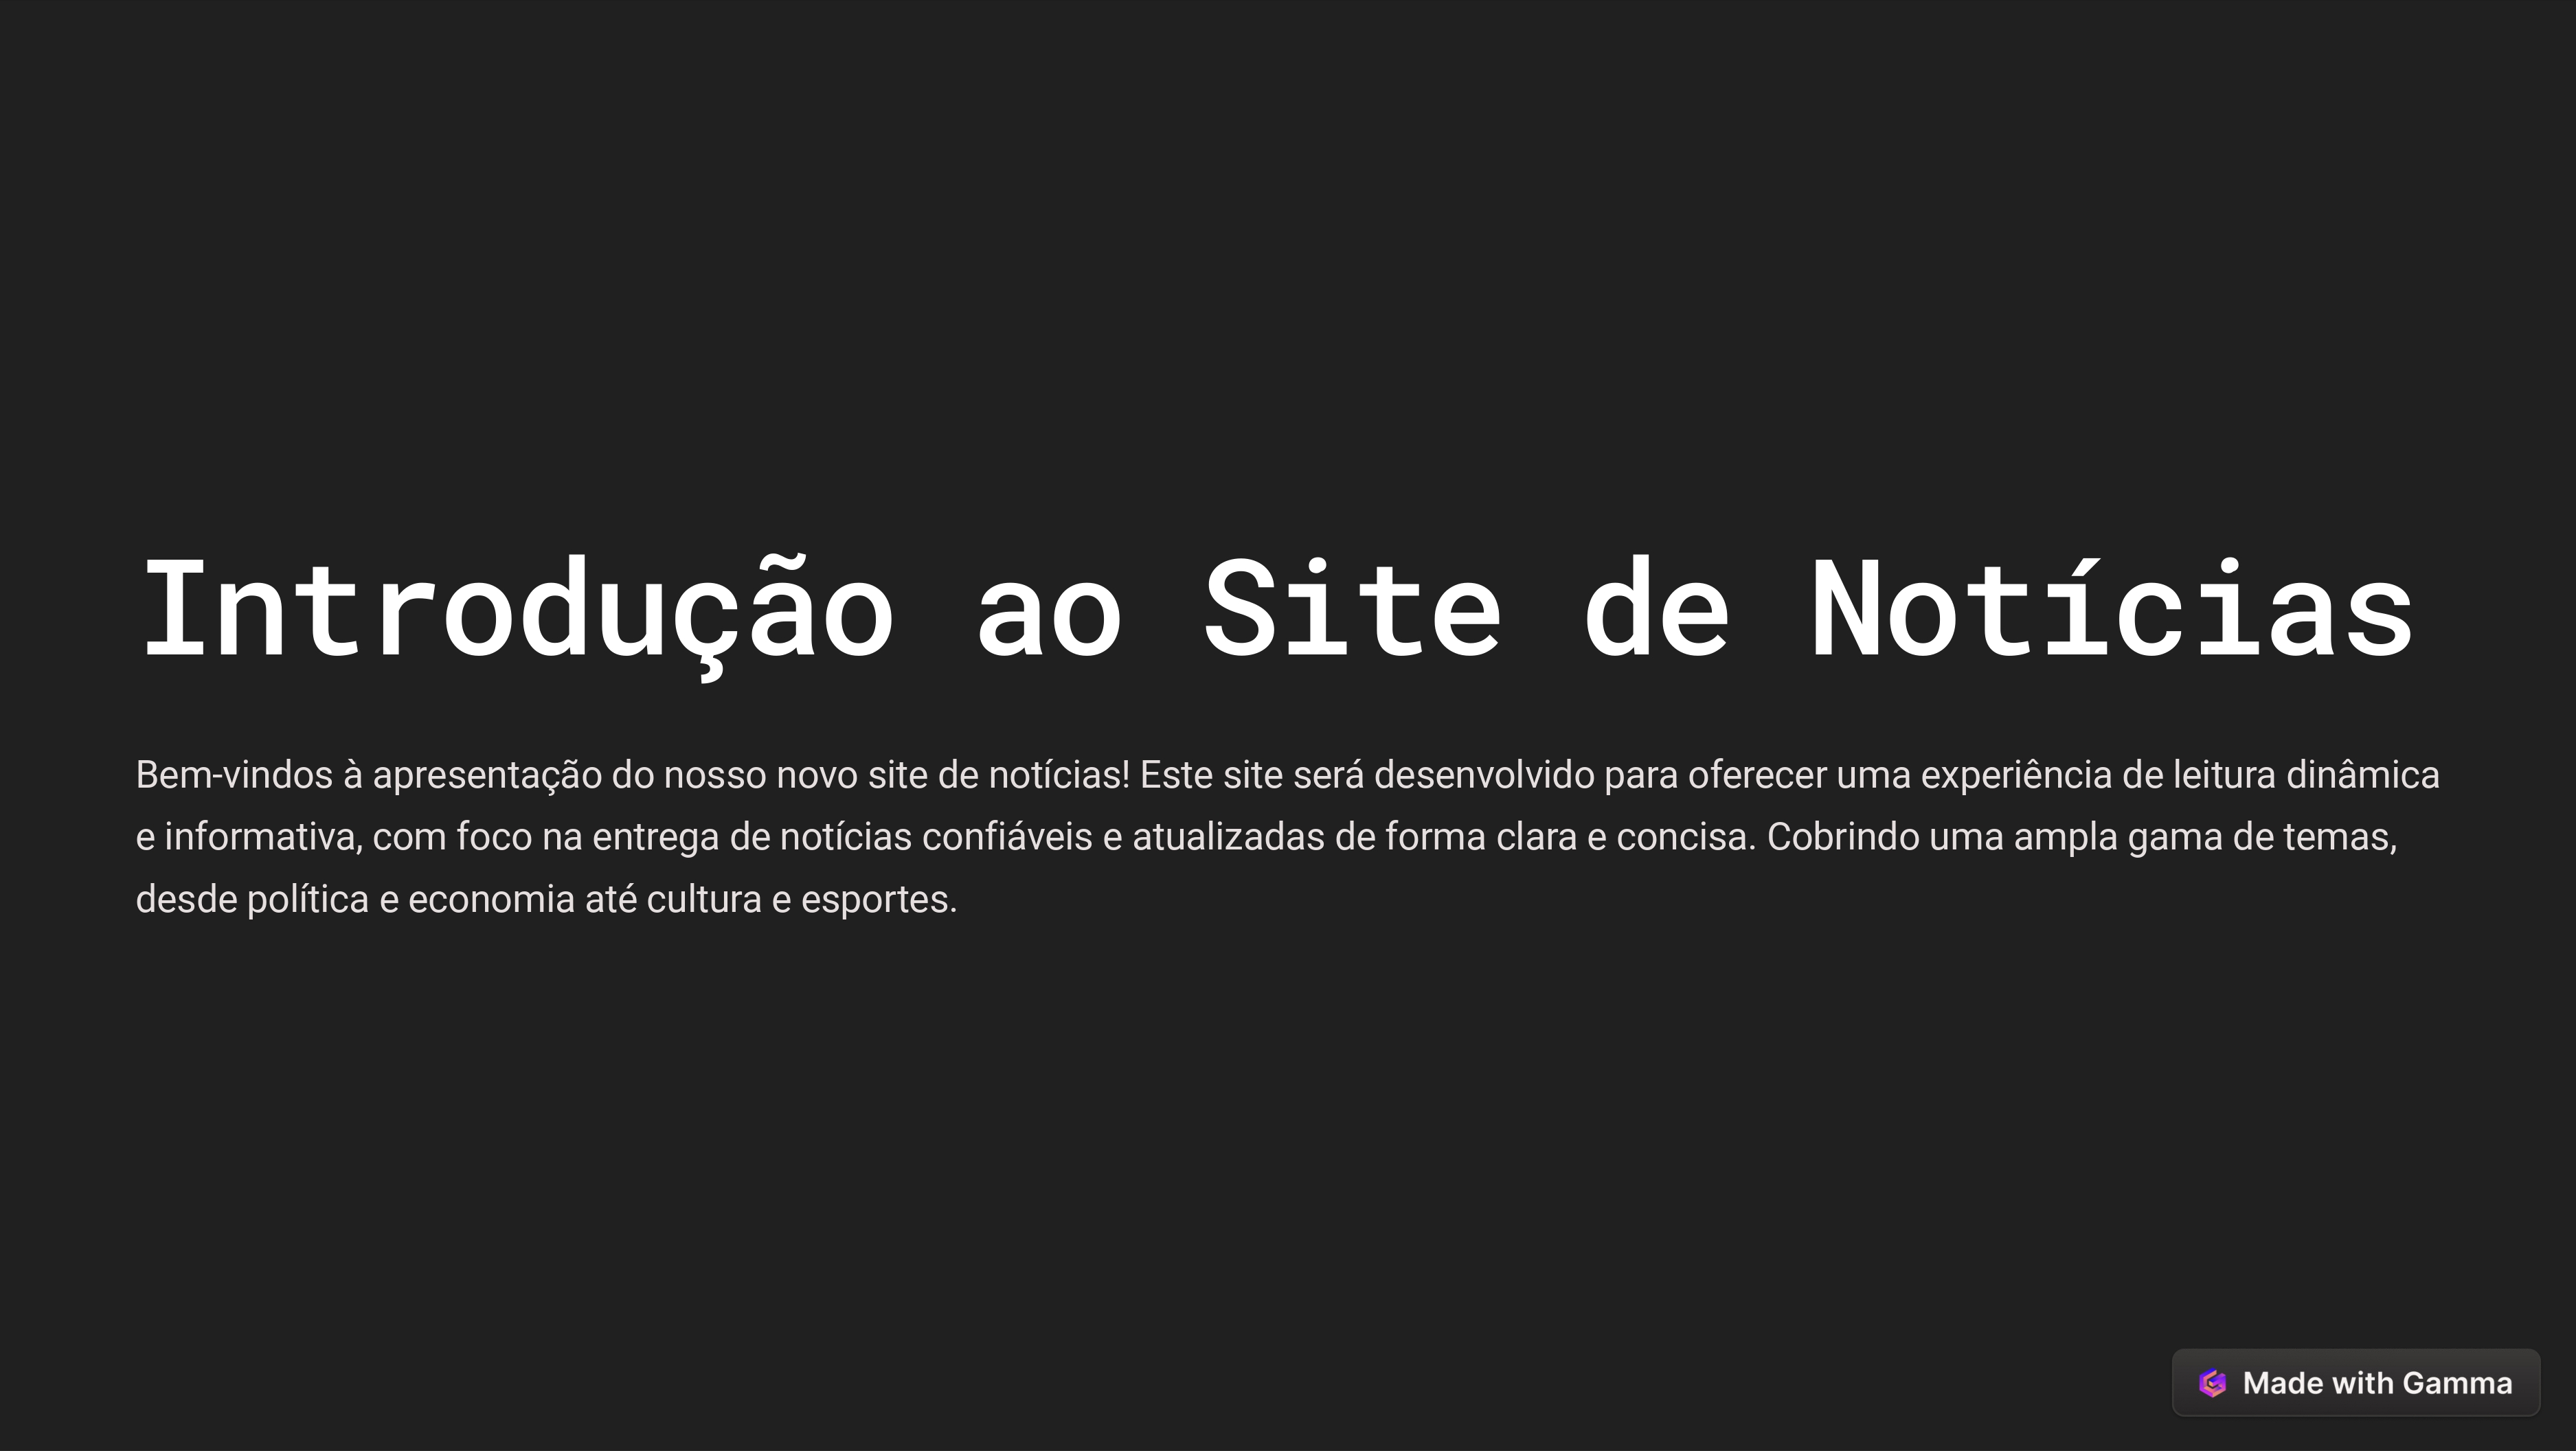 Introdução ao Site de Notícias
Bem-vindos à apresentação do nosso novo site de notícias! Este site será desenvolvido para oferecer uma experiência de leitura dinâmica
e informativa, com foco na entrega de notícias confiáveis e atualizadas de forma clara e concisa. Cobrindo uma ampla gama de temas,
desde política e economia até cultura e esportes.
Made with Gamma